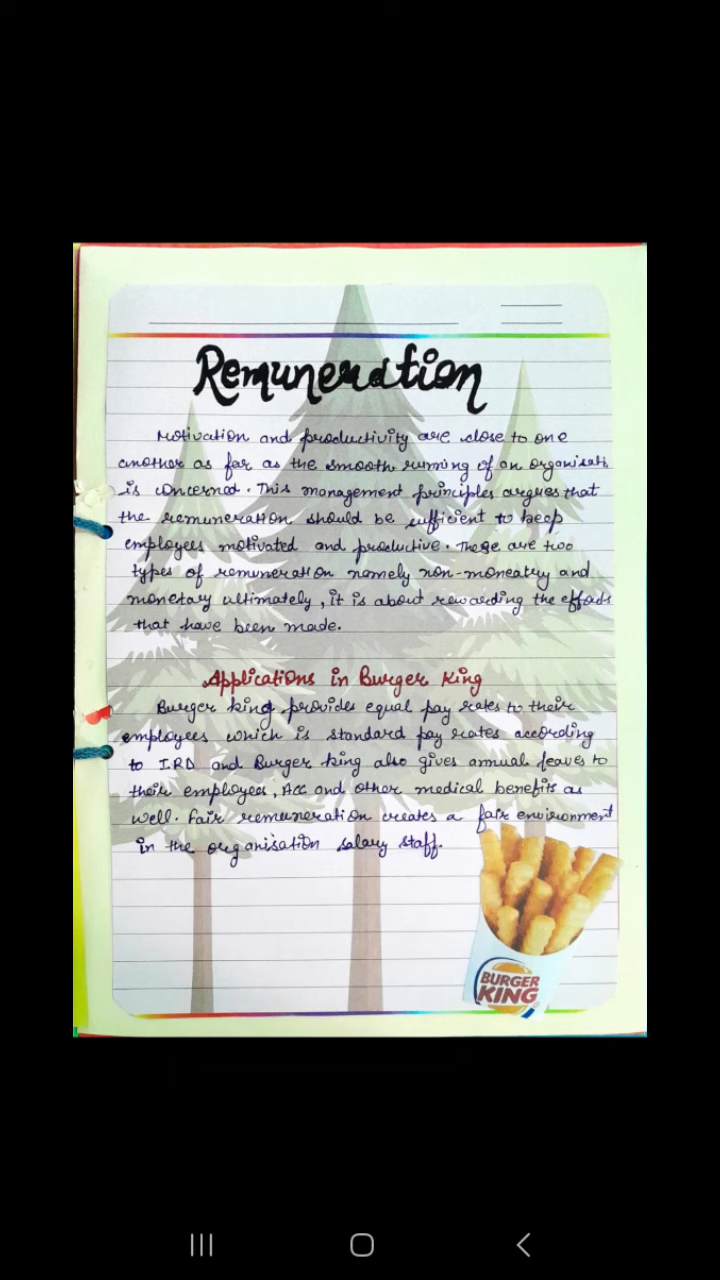 Remuneration
Motivation and productivity are close to one
another as far as the smooth running of an organisati
is concerned. This management principles argues that
the remuneration should be sufficient to keep
employees motivated and productive. These are two
types of remuneration namely non-moneatry and
monetary ultimately, it is about rewarding the efforts
that have been made.
Applications in Burger King
Burger king provides equal pay rates to their
employees which is standard pay rates according
to IRD and Burger king also gives annual leaves to
their employees, ACC and other medical benefits as
well. Fair remuneration creates a fair environment
in the organisation salary staff.
BURGER
KING